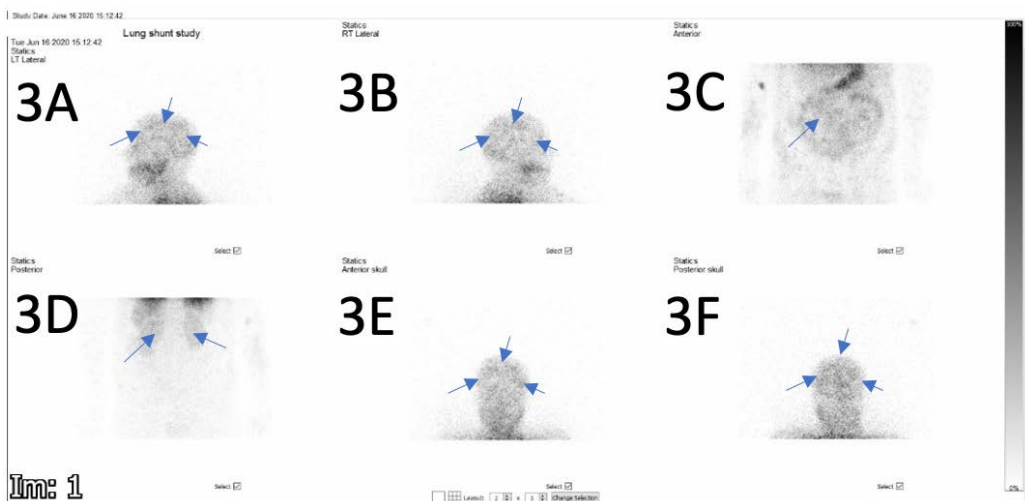 Study Date: June 16 2020 15:12:42
Lung shunt study
Tue Jun 16 2020 15:12:42
Statics
LT Lateral
3A
Statics
RT Lateral
3B
Statics
Anterior
3C
100%
Select
Select
Select
Statics
Posterior
3D
Statics
Anterior skull
3E
Statics
Posterior skull
3F
Select
Select
Select
Im: 1
Layout: 2 x 3 Change Selection
0%